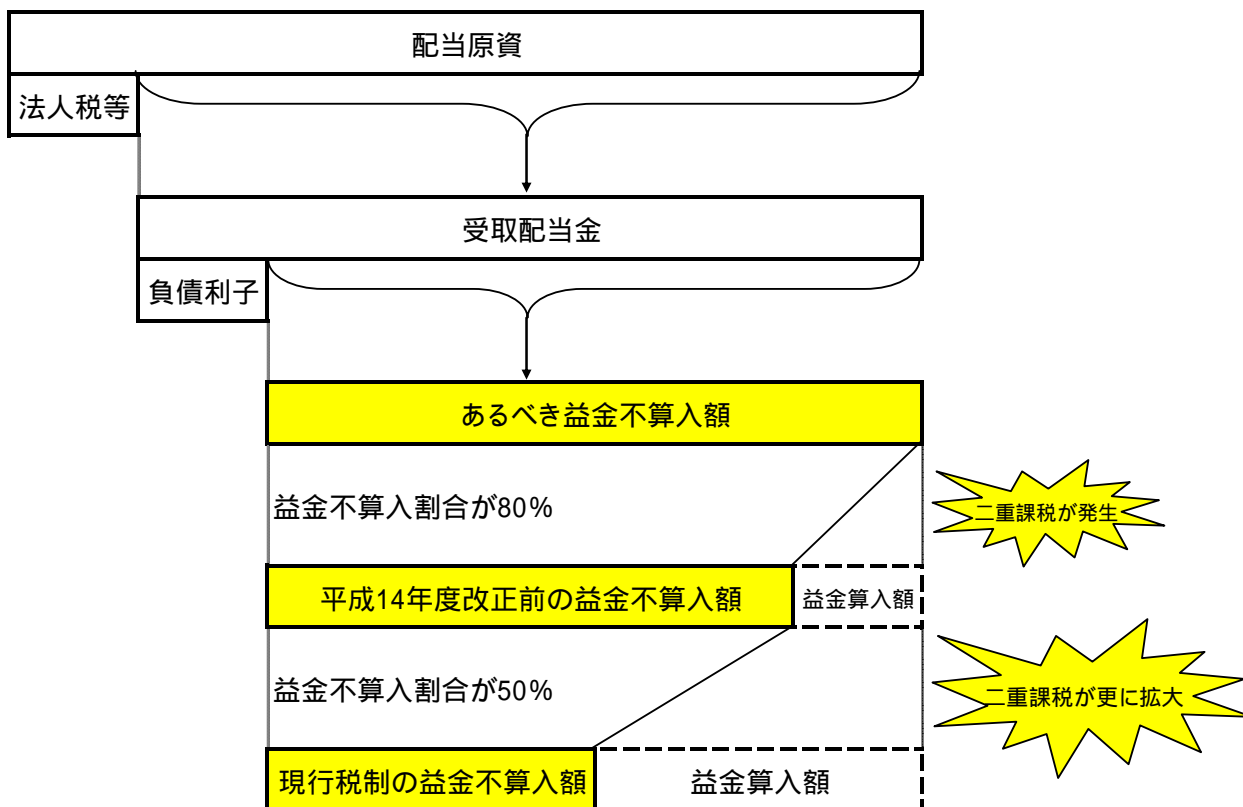 配当原資
法人税等
受取配当金
負債利子
あるべき益金不算入額
益金不算入割合が80%
二重課税が発生
平成14年度改正前の益金不算入額
益金算入額
益金不算入割合が50%
二重課税が更に拡大
現行税制の益金不算入額
益金算入額